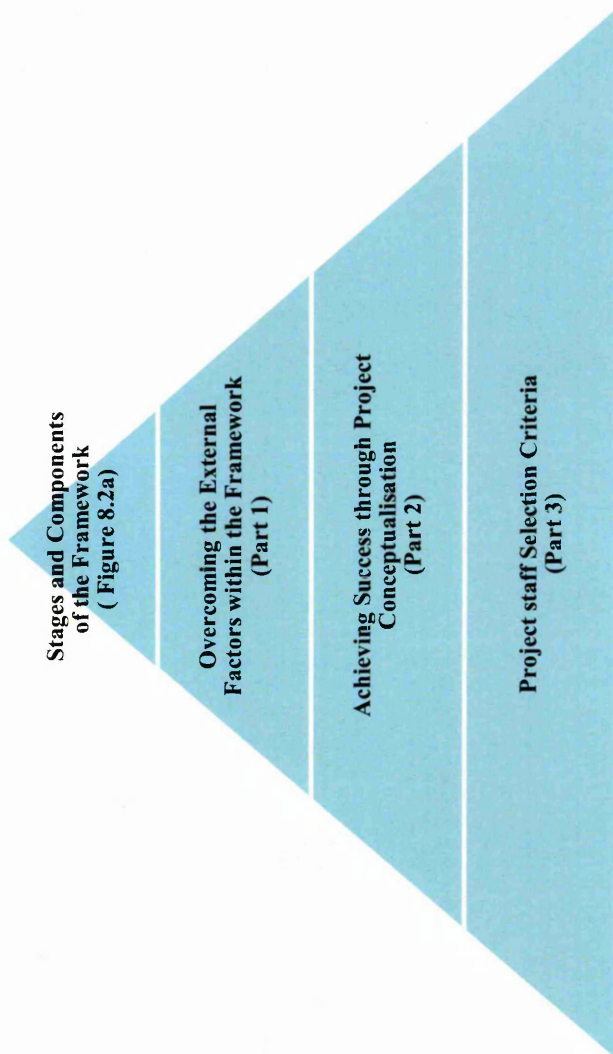 Stages and Components
of the Framework
( Figure 8.2a)
Overcoming the External
Factors within the Framework
(Part 1)
Achieving Success through Project
Conceptualisation
(Part 2)
Project staff Selection Criteria
(Part 3)